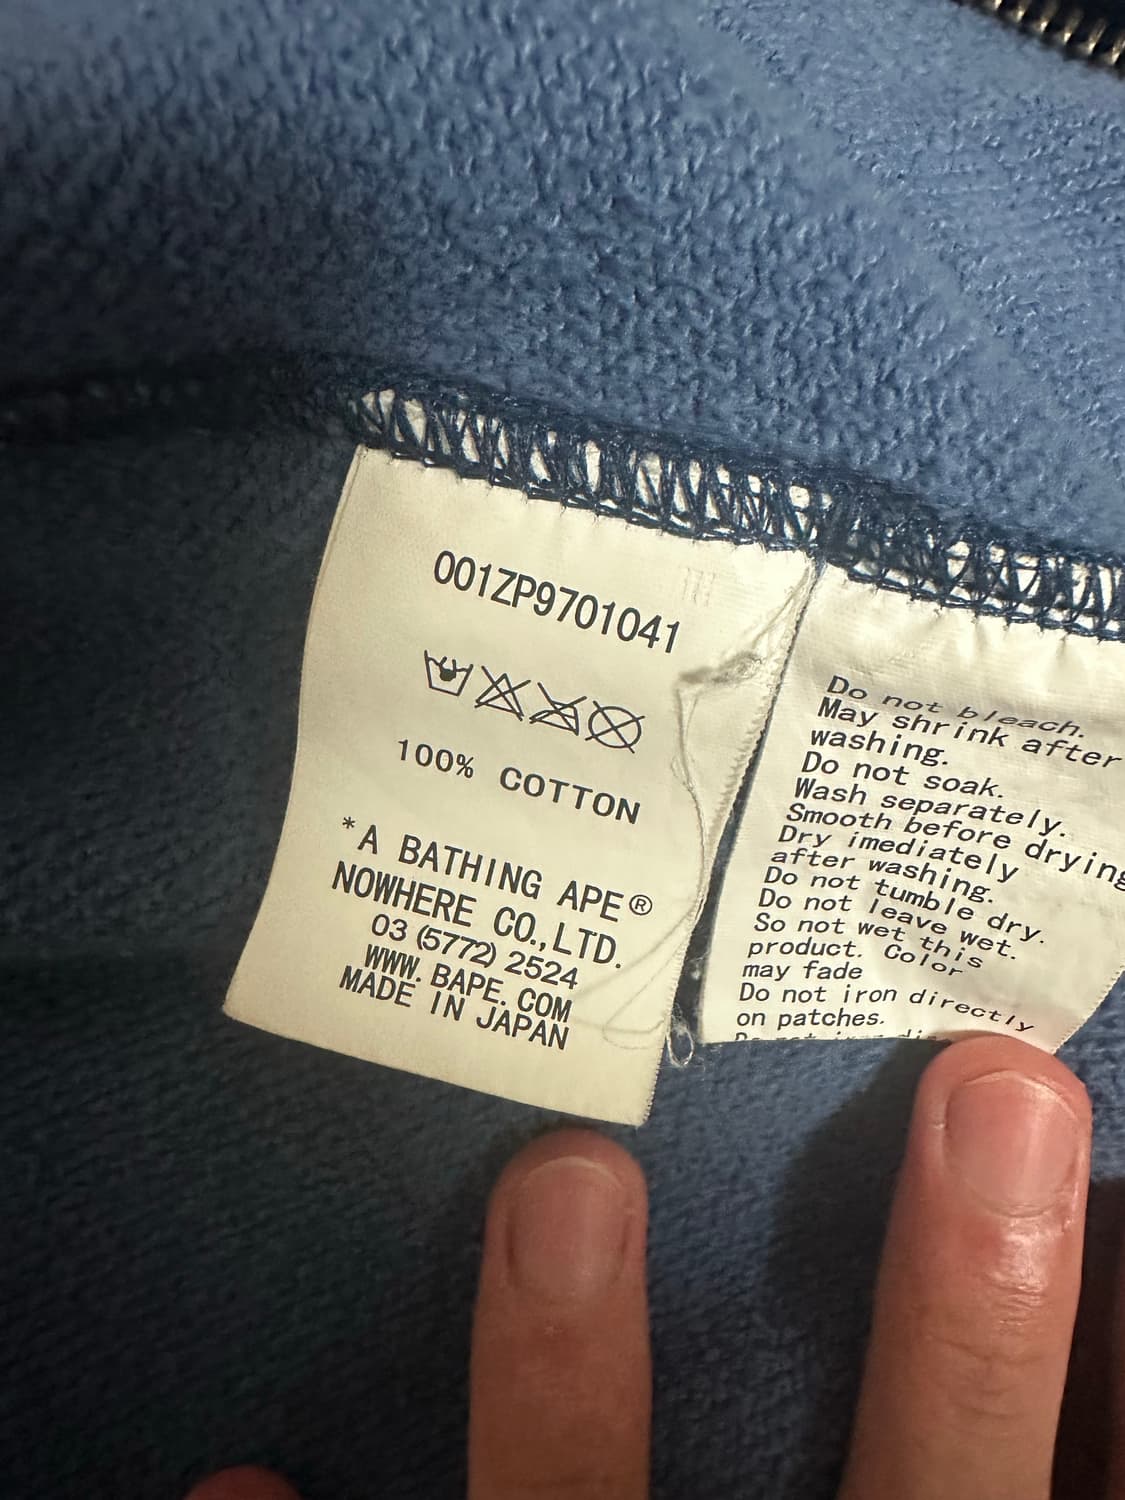 001ZP9701041
100% COTTON
*A BATHING APE®
NOWHERE CO.,LTD.
03 (5772) 2524
WWW. BAPE. COM
MADE IN JAPAN
Do not bleach.
May shrink after
washing.
Do not soak.
Wash separately.
Smooth before drying
Dry imediately
after washing.
Do not tumble dry.
Do not leave wet.
So not wet this
product. Color
may fade
Do not iron directly
on patches.